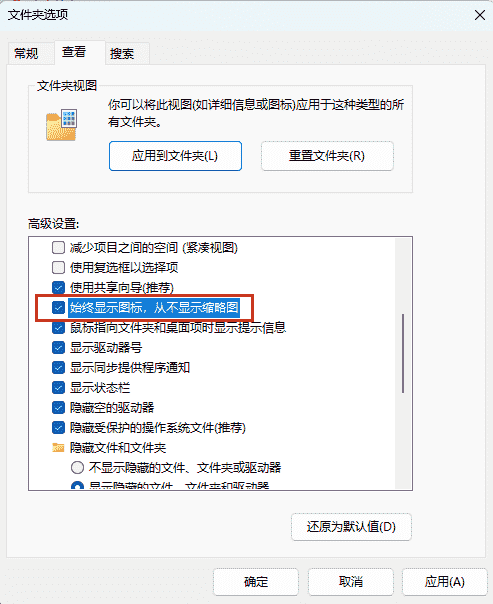 文件夹选项
常规
查看
搜索
文件夹视图
你可以将此视图(如详细信息或图标)应用于这种类型的所
有文件夹。
应用到文件夹(L)
重置文件夹(R)
高级设置:
减少项目之间的空间 (紧凑视图)
使用复选框以选择项
使用共享向导(推荐)
始终显示图标，从不显示缩略图
鼠标指向文件夹和桌面项时显示提示信息
显示驱动器号
显示同步提供程序通知
显示状态栏
隐藏空的驱动器
隐藏受保护的操作系统文件(推荐)
隐藏文件和文件夹
不显示隐藏的文件、文件夹或驱动器
显示隐藏的文件、文件夹和驱动器
还原为默认值(D)
确定
取消
应用(A)